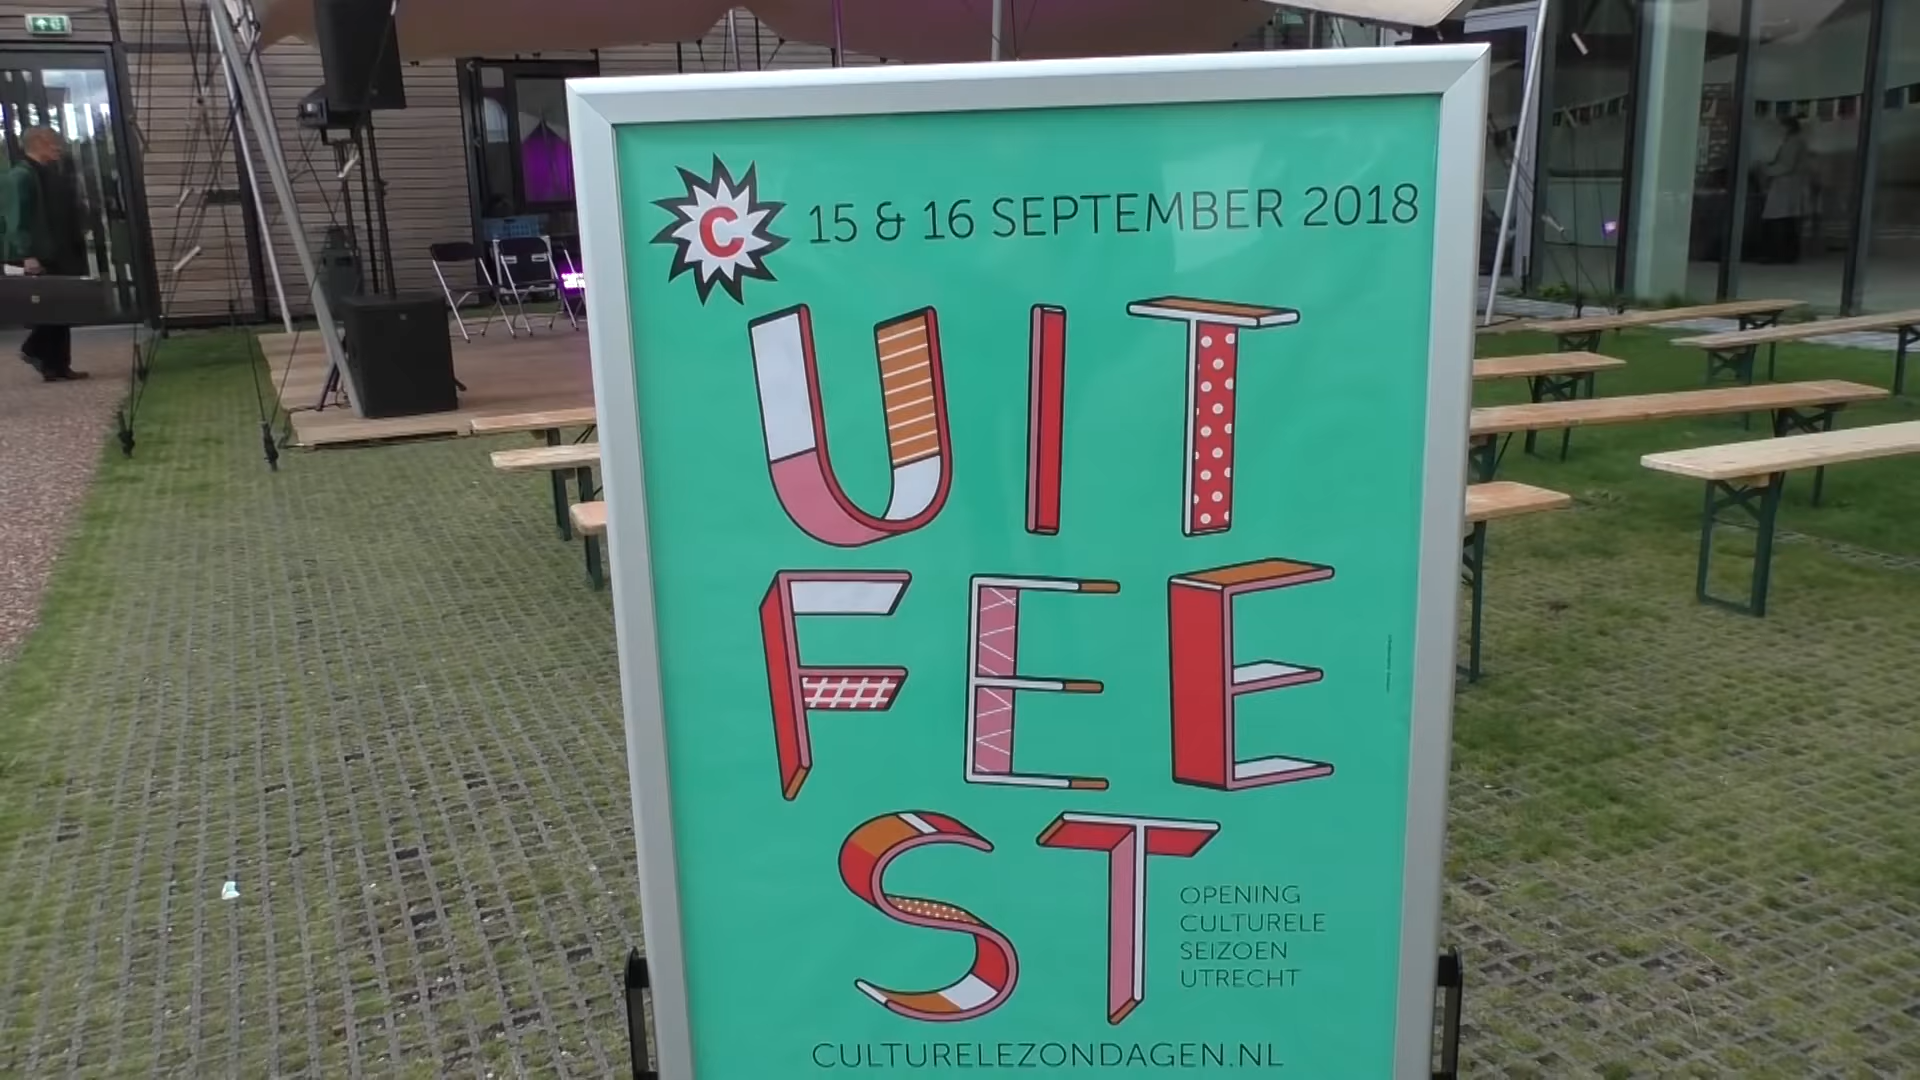 C 15 & 16 SEPTEMBER 2018
UIT
FEE
ST
OPENING
CULTURELE
SEIZOEN
UTRECHT
CULTURELEZONDAGEN.NL